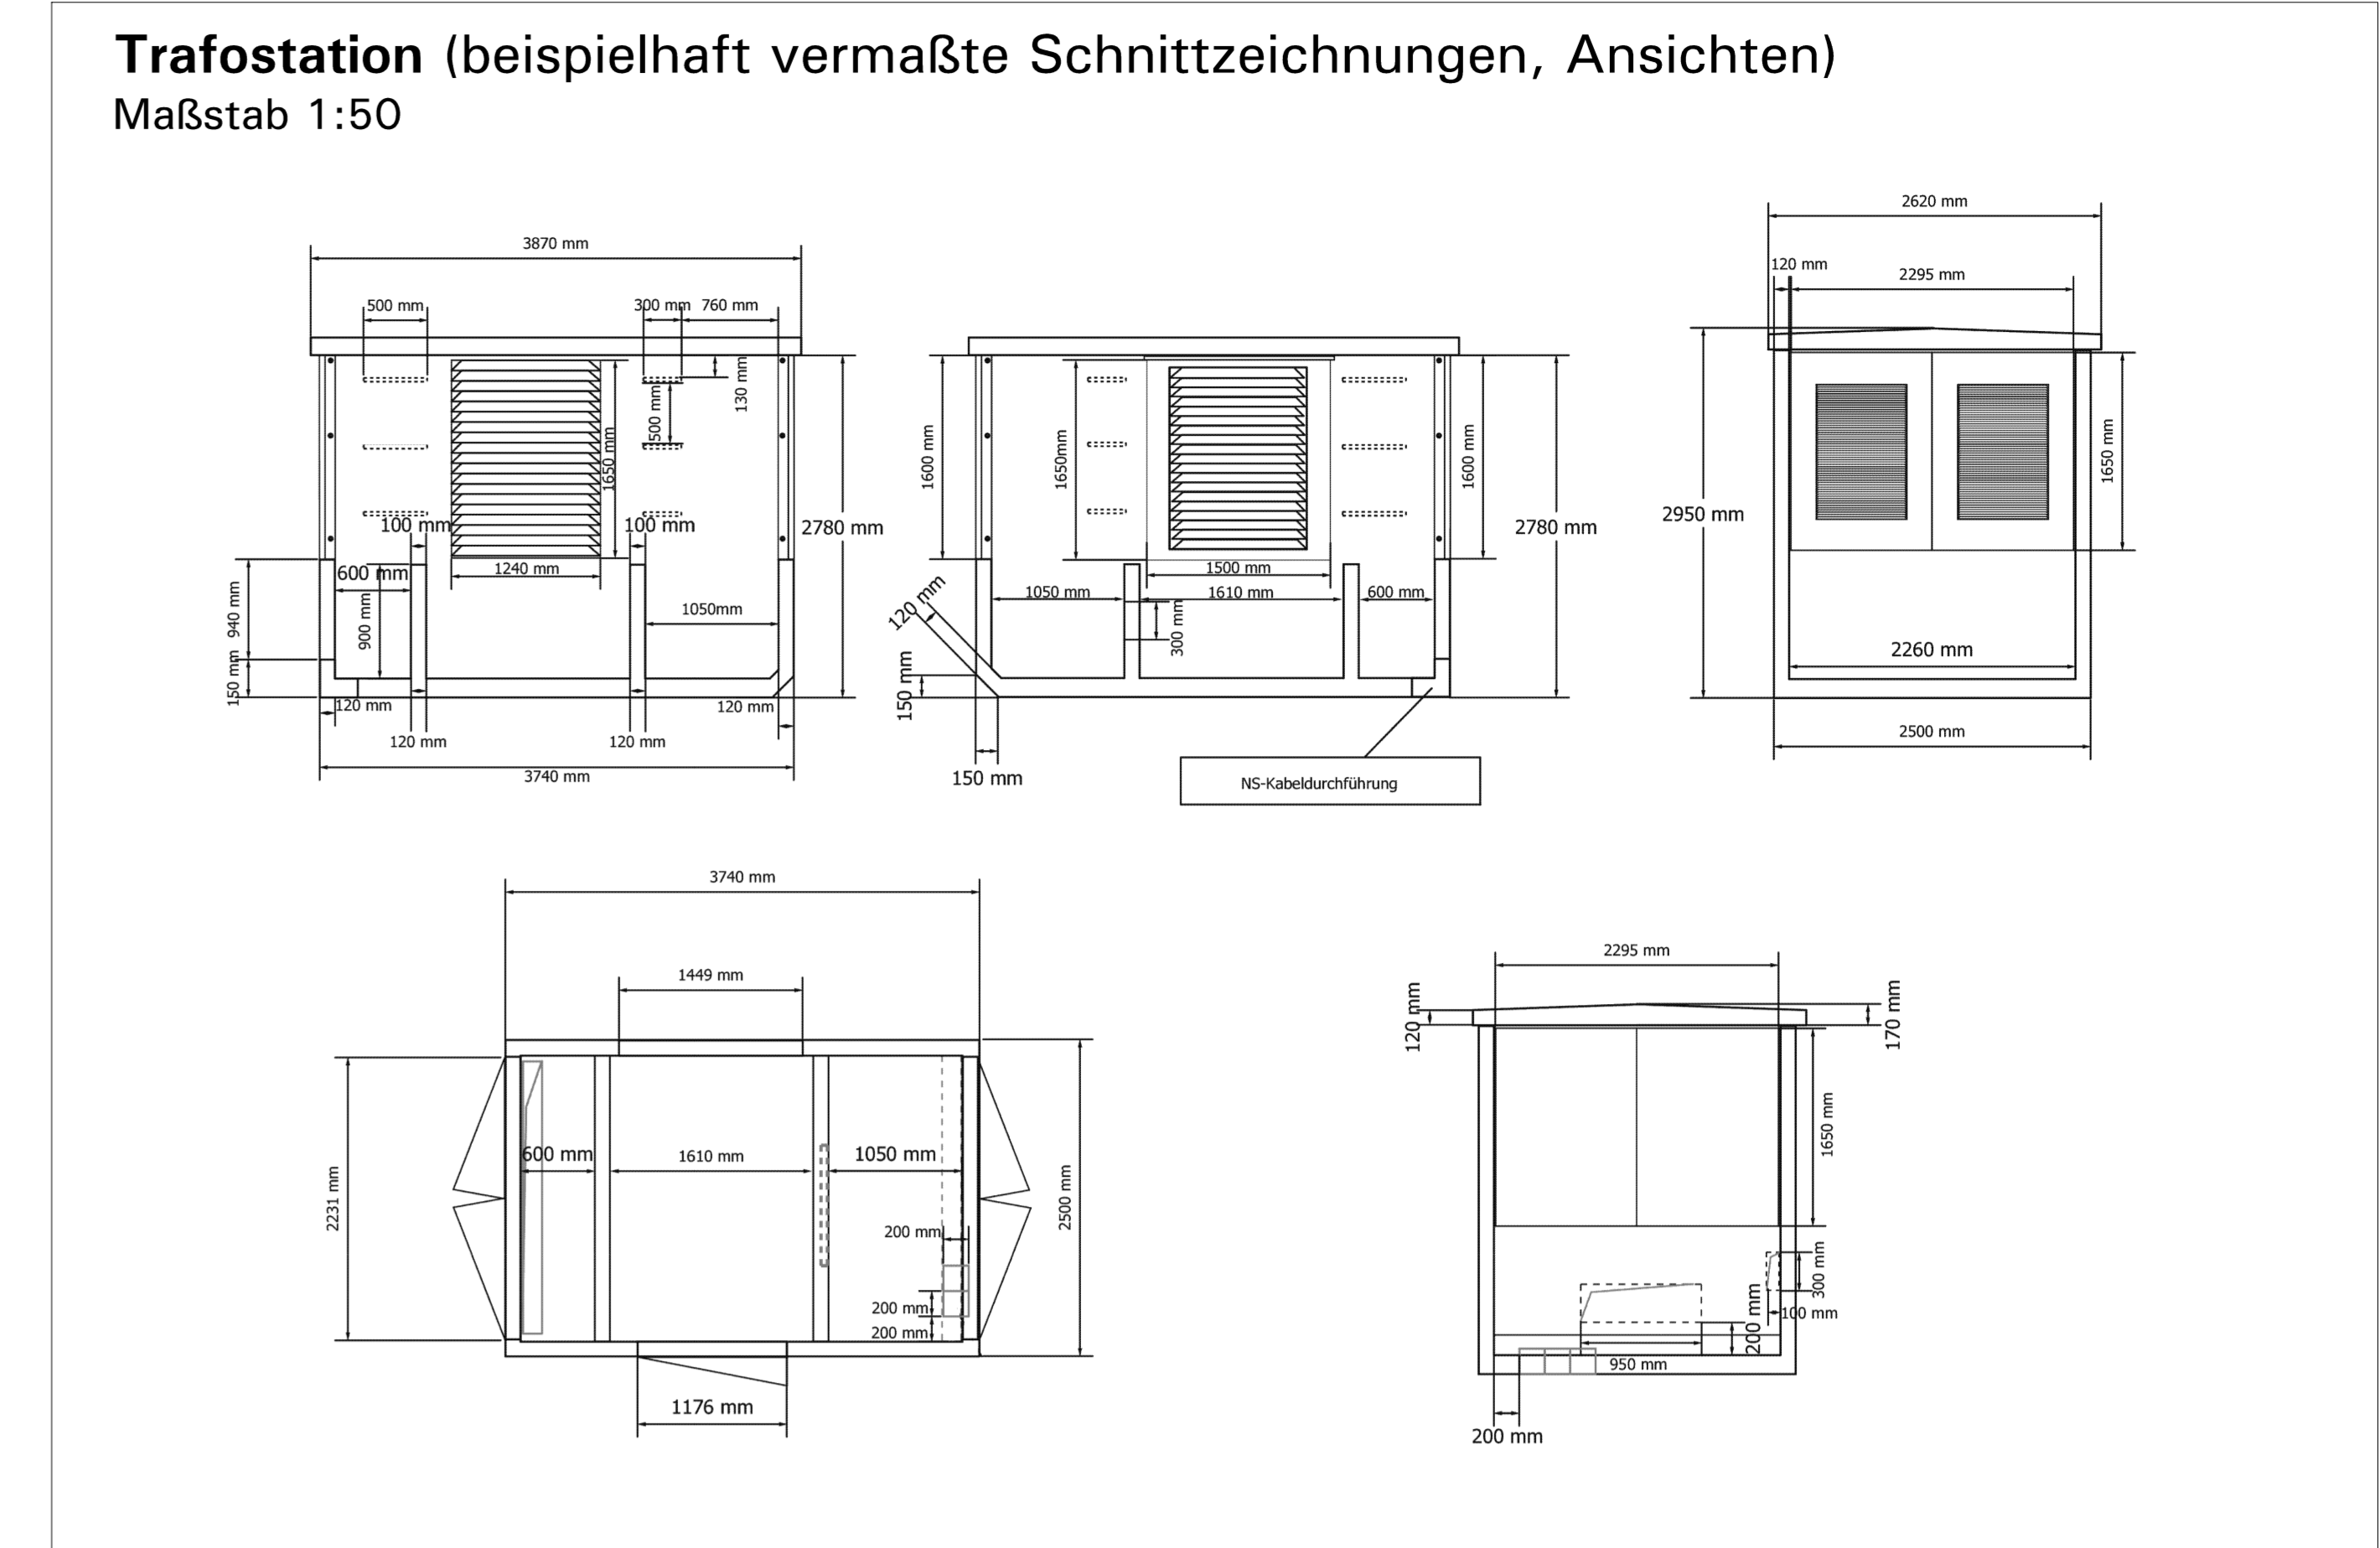 Trafostation (beispielhaft vermaßte Schnittzeichnungen, Ansichten)
Maßstab 1:50
3870 mm
500 mm
300 mm
760 mm
130 mm
500 mm
1650 mm
100 mm
100 mm
2780 mm
600 mm
1240 mm
940 mm
900 mm
1050mm
150 mm
120 mm
120 mm
120 mm
120 mm
3740 mm
1600 mm
1650mm
1600 mm
2780 mm
1500 mm
120 mm
1050 mm
1610 mm
600 mm
300 mm
150 mm
150 mm
NS-Kabeldurchführung
2620 mm
120 mm
2295 mm
1650 mm
2950 mm
2260 mm
2500 mm
3740 mm
1449 mm
600 mm
1610 mm
1050 mm
2231 mm
2500 mm
200 mm
200 mm
200 mm
1176 mm
2295 mm
120 mm
170 mm
1650 mm
300 mm
100 mm
200 mm
950 mm
200 mm